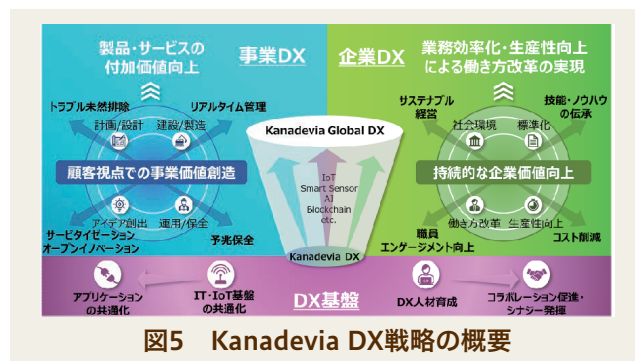 製品・サービスの
付加価値向上
事業DX
企業DX
業務効率化・生産性向上
による働き方改革の実現
トラブル未然排除
リアルタイム管理
計画/設計
建設/製造
顧客視点での事業価値創造
アイデア創出
運用/保全
サービタイゼーション
オープンイノベーション
予兆保全
Kanadevia Global DX
IoT
Smart Sensor
AI
Blockchain
etc.
Kanadevia DX
サステナブル
経営
技能・ノウハウ
の伝承
社会環境
標準化
持続的な企業価値向上
働き方改革
生産性向上
職員
エンゲージメント向上
コスト削減
アプリケーション
の共通化
IT・IoT基盤
の共通化
DX基盤
DX人材育成
コラボレーション促進・
シナジー発揮
図5 Kanadevia DX戦略の概要